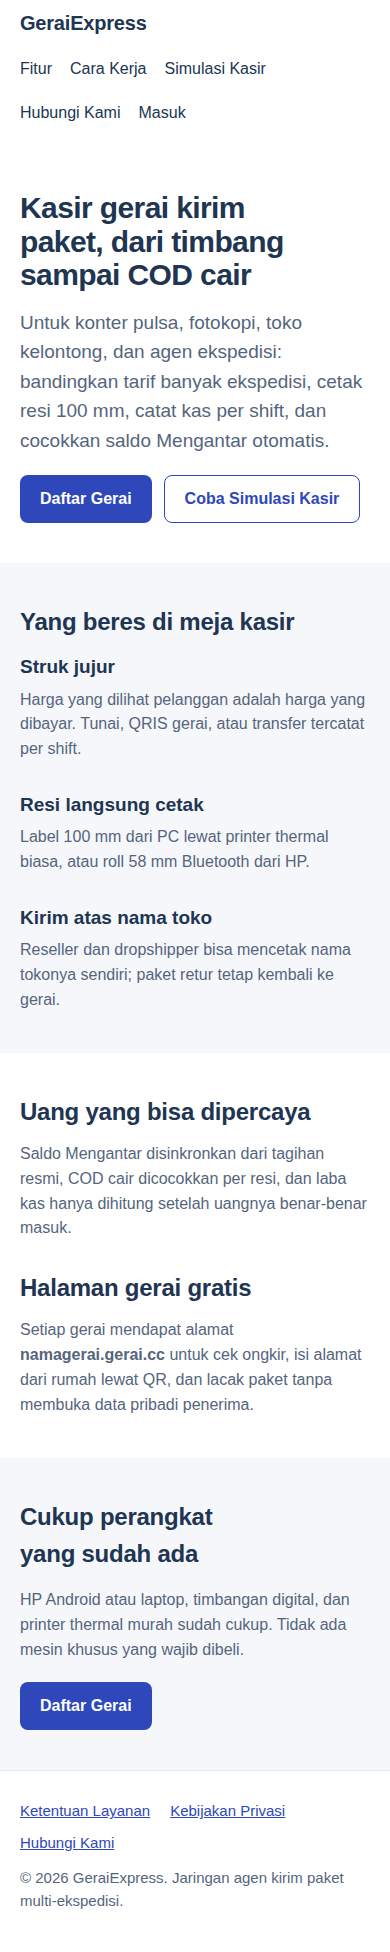 GeraiExpress
Fitur Cara Kerja Simulasi Kasir
Hubungi Kami Masuk
Kasir gerai kirim
paket, dari timbang
sampai COD cair
Untuk konter pulsa, fotokopi, toko
kelontong, dan agen ekspedisi:
bandingkan tarif banyak ekspedisi, cetak
resi 100 mm, catat kas per shift, dan
cocokkan saldo Mengantar otomatis.
Daftar Gerai Coba Simulasi Kasir
Yang beres di meja kasir
Struk jujur
Harga yang dilihat pelanggan adalah harga yang
dibayar. Tunai, QRIS gerai, atau transfer tercatat
per shift.
Resi langsung cetak
Label 100 mm dari PC lewat printer thermal
biasa, atau roll 58 mm Bluetooth dari HP.
Kirim atas nama toko
Reseller dan dropshipper bisa mencetak nama
tokonya sendiri; paket retur tetap kembali ke
gerai.
Uang yang bisa dipercaya
Saldo Mengantar disinkronkan dari tagihan
resmi, COD cair dicocokkan per resi, dan laba
kas hanya dihitung setelah uangnya benar-benar
masuk.
Halaman gerai gratis
Setiap gerai mendapat alamat
namagerai.gerai.cc untuk cek ongkir, isi alamat
dari rumah lewat QR, dan lacak paket tanpa
membuka data pribadi penerima.
Cukup perangkat
yang sudah ada
HP Android atau laptop, timbangan digital, dan
printer thermal murah sudah cukup. Tidak ada
mesin khusus yang wajib dibeli.
Daftar Gerai
Ketentuan Layanan Kebijakan Privasi
Hubungi Kami
© 2026 GeraiExpress. Jaringan agen kirim paket
multi-ekspedisi.